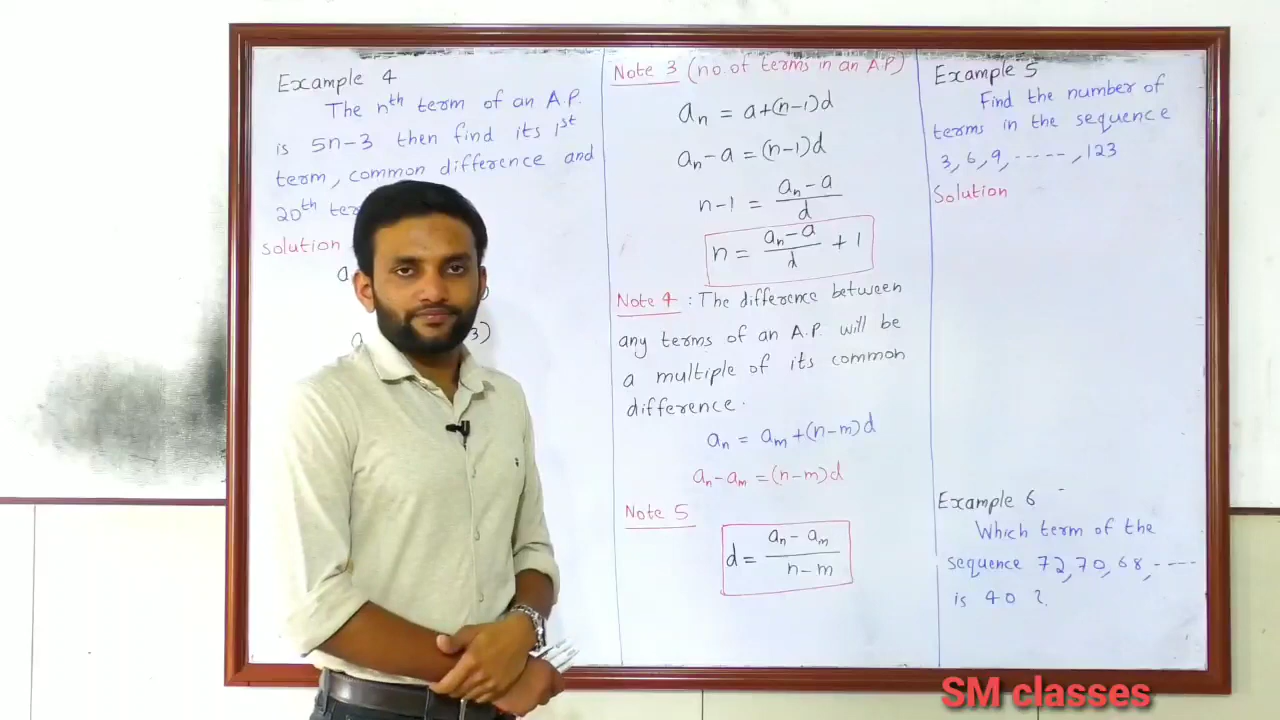 Example 4
The nth term of an A.P.
is 5n-3 then find its 1st
term, common difference and
20th
solution
a
a 3)
Note 3 (no. of terms in an A.P)
aₙ = a+(n-1)d
aₙ-a = (n-1)d
n-1 = (aₙ-a)/d
n = (aₙ-a)/d + 1
Note 4 : The difference between
any terms of an A.P. will be
a multiple of its common
difference.
aₙ = aₘ+(n-m)d
aₙ-aₘ = (n-m)d
Note 5
d = (aₙ - aₘ)/(n-m)
Example 5
Find the number of
terms in the sequence
3, 6, 9, ------, 123
Solution
Example 6
Which term of the
sequence 72, 70, 68, ----
is 40 ?
SM classes